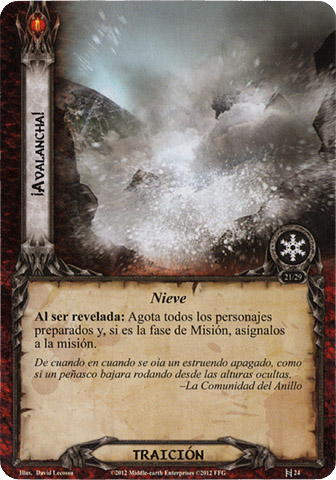 ¡AVALANCHA!
21/29
Nieve
Al ser revelada: Agota todos los personajes
preparados y, si es la fase de Misión, asígnalos
a la misión.
De cuando en cuando se oía un estruendo apagado, como
si un peñasco bajara rodando desde las alturas ocultas.
–La Comunidad del Anillo
TRAICIÓN
Illus. David Lecossu
©2012 Middle-earth Enterprises ©2012 FFG
24